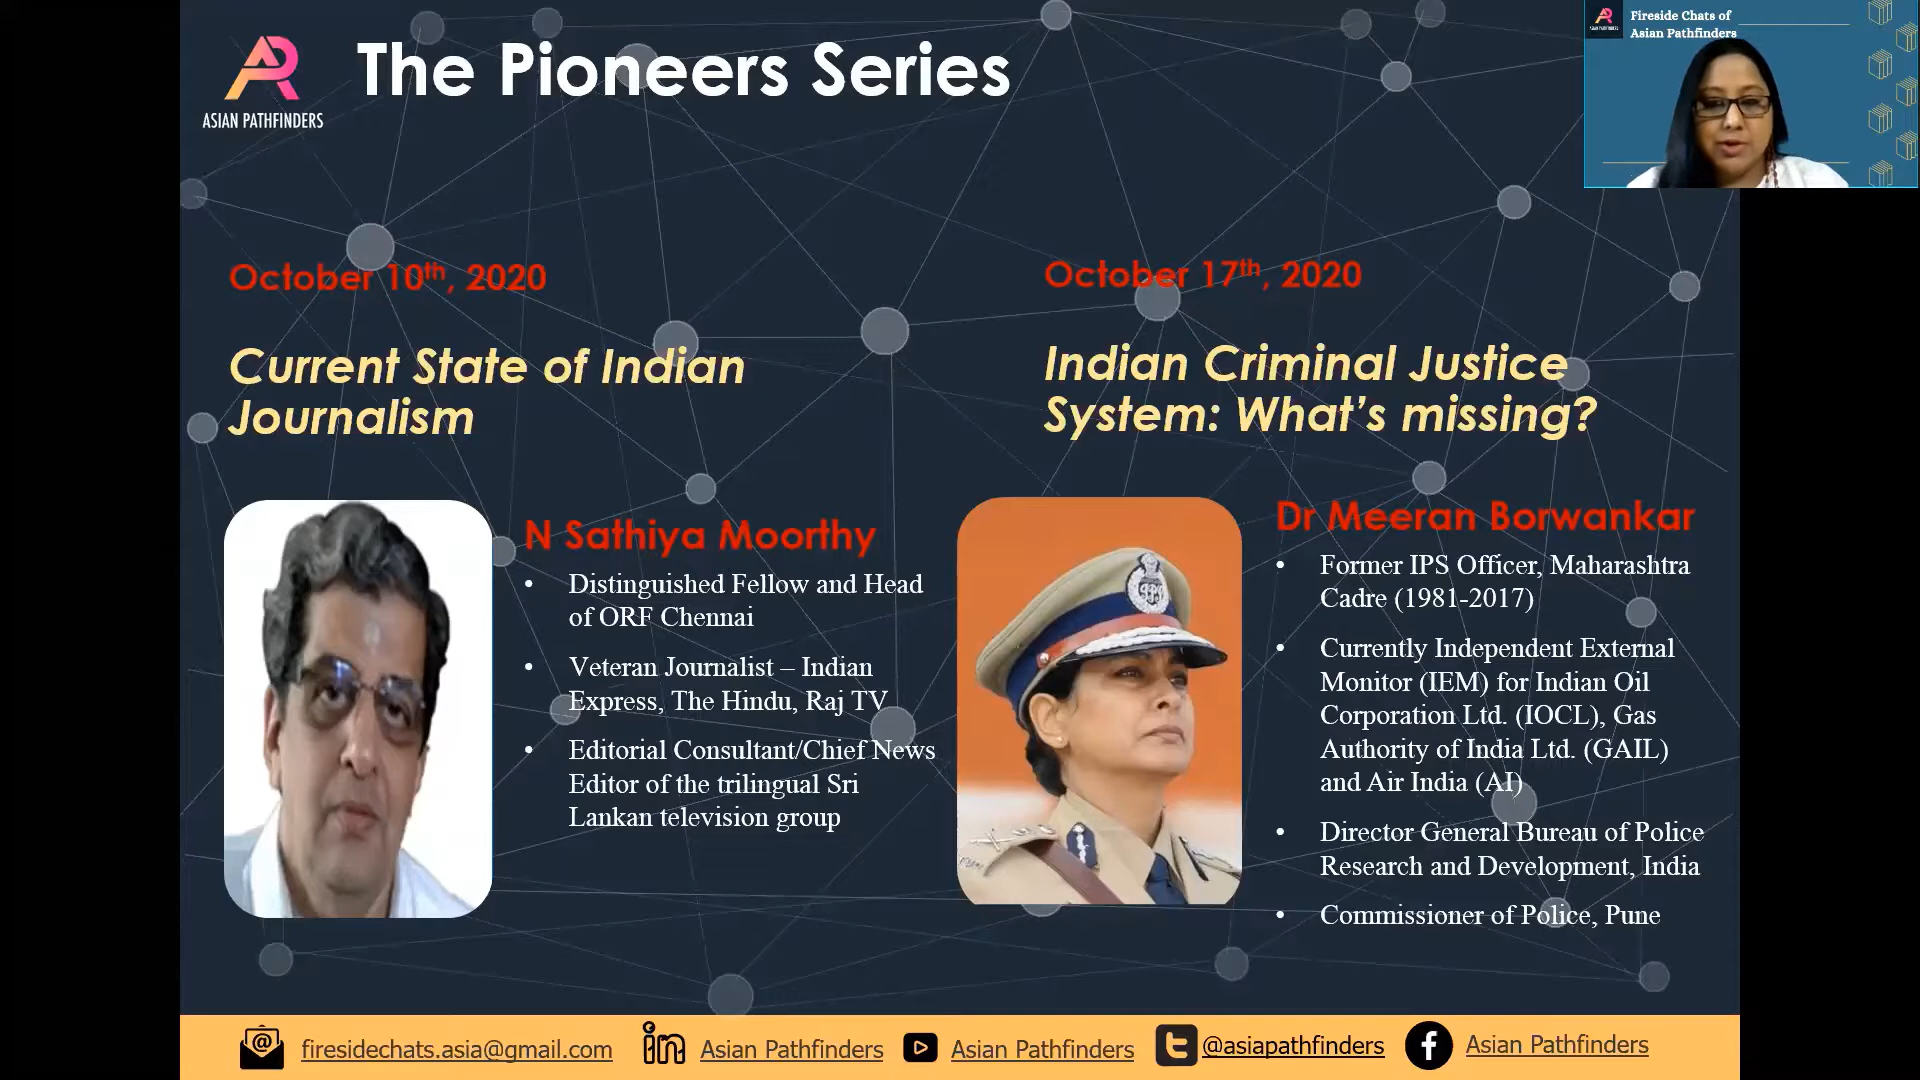 ASIAN PATHFINDERS
The Pioneers Series
Fireside Chats of
Asian Pathfinders
October 10th, 2020
Current State of Indian
Journalism
N Sathiya Moorthy
• Distinguished Fellow and Head
of ORF Chennai
• Veteran Journalist – Indian
Express, The Hindu, Raj TV
• Editorial Consultant/Chief News
Editor of the trilingual Sri
Lankan television group
October 17th, 2020
Indian Criminal Justice
System: What's missing?
Dr Meeran Borwankar
• Former IPS Officer, Maharashtra
Cadre (1981-2017)
• Currently Independent External
Monitor (IEM) for Indian Oil
Corporation Ltd. (IOCL), Gas
Authority of India Ltd. (GAIL)
and Air India (AI)
• Director General Bureau of Police
Research and Development, India
• Commissioner of Police, Pune
firesidechats.asia@gmail.com
in Asian Pathfinders
Asian Pathfinders
@asiapathfinders
Asian Pathfinders